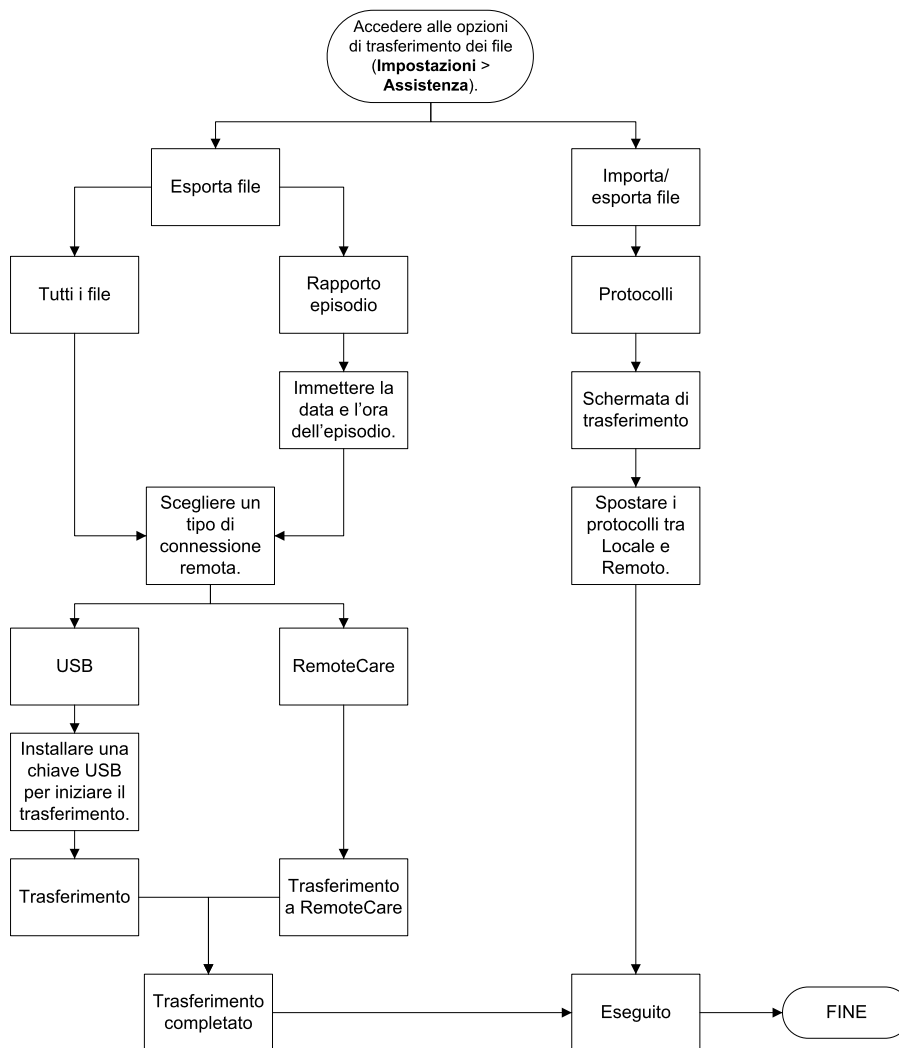 Accedere alle opzioni
di trasferimento dei file
(Impostazioni >
Assistenza).
Esporta file
Importa/
esporta file
Tutti i file
Rapporto
episodio
Protocolli
Immettere la
data e l'ora
dell'episodio.
Schermata di
trasferimento
Scegliere un
tipo di
connessione
remota.
Spostare i
protocolli tra
Locale e
Remoto.
USB
RemoteCare
Installare una
chiave USB
per iniziare il
trasferimento.
Trasferimento
Trasferimento
a RemoteCare
Trasferimento
completato
Eseguito
FINE